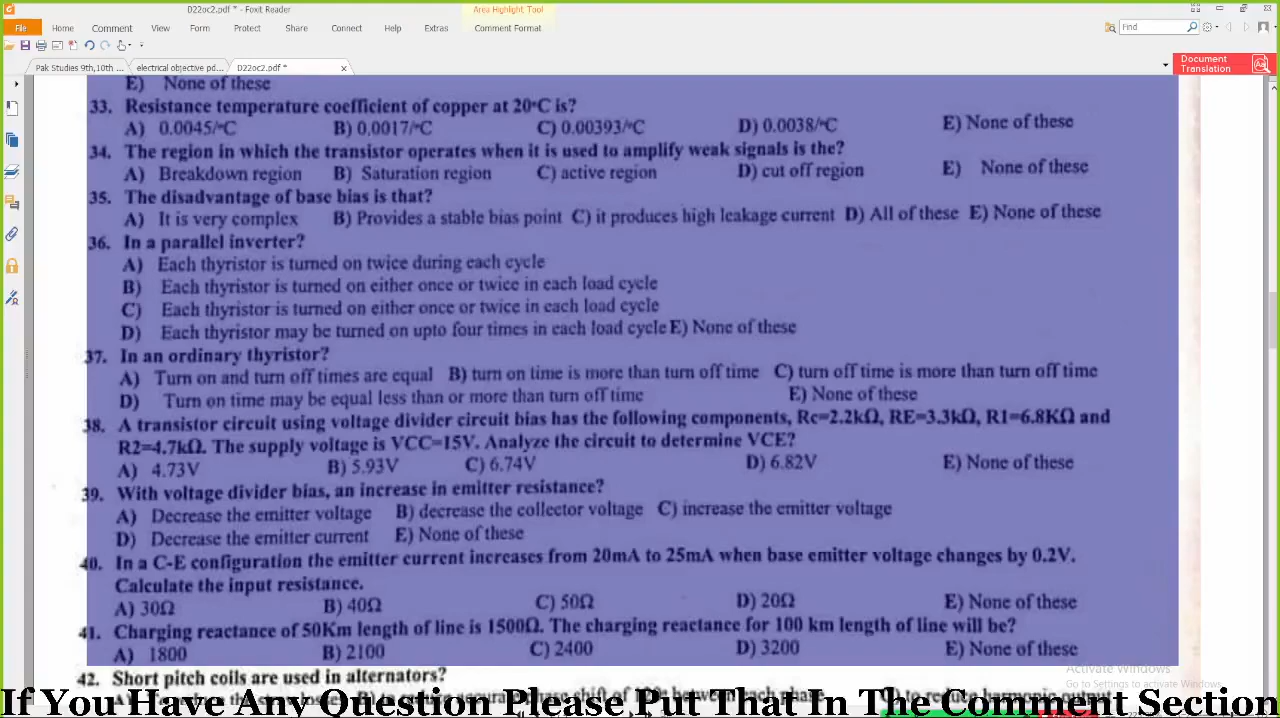 D22oc2.pdf * - Foxit Reader
Area Highlight Tool
File Home Comment View Form Protect Share Connect Help Extras Comment Format
Find
Pak Studies 9th,10th ... electrical objective pd... D22oc2.pdf *
Document Translation
E) None of these
33. Resistance temperature coefficient of copper at 20°C is?
A) 0.0045/°C B) 0.0017/°C C) 0.00393/°C D) 0.0038/°C E) None of these
34. The region in which the transistor operates when it is used to amplify weak signals is the?
A) Breakdown region B) Saturation region C) active region D) cut off region E) None of these
35. The disadvantage of base bias is that?
A) It is very complex B) Provides a stable bias point C) it produces high leakage current D) All of these E) None of these
36. In a parallel inverter?
A) Each thyristor is turned on twice during each cycle
B) Each thyristor is turned on either once or twice in each load cycle
C) Each thyristor is turned on either once or twice in each load cycle
D) Each thyristor may be turned on upto four times in each load cycle E) None of these
37. In an ordinary thyristor?
A) Turn on and turn off times are equal B) turn on time is more than turn off time C) turn off time is more than turn off time
D) Turn on time may be equal less than or more than turn off time E) None of these
38. A transistor circuit using voltage divider circuit bias has the following components, Rc=2.2kΩ, RE=3.3kΩ, R1=6.8KΩ and
R2=4.7kΩ. The supply voltage is VCC=15V. Analyze the circuit to determine VCE?
A) 4.73V B) 5.93V C) 6.74V D) 6.82V E) None of these
39. With voltage divider bias, an increase in emitter resistance?
A) Decrease the emitter voltage B) decrease the collector voltage C) increase the emitter voltage
D) Decrease the emitter current E) None of these
40. In a C-E configuration the emitter current increases from 20mA to 25mA when base emitter voltage changes by 0.2V.
Calculate the input resistance.
A) 30Ω B) 40Ω C) 50Ω D) 20Ω E) None of these
41. Charging reactance of 50Km length of line is 1500Ω. The charging reactance for 100 km length of line will be?
A) 1800 B) 2100 C) 2400 D) 3200 E) None of these
42. Short pitch coils are used in alternators?
Activate Windows
Go to Settings to activate Windows.
If You Have Any Question Please Put That In The Comment Section